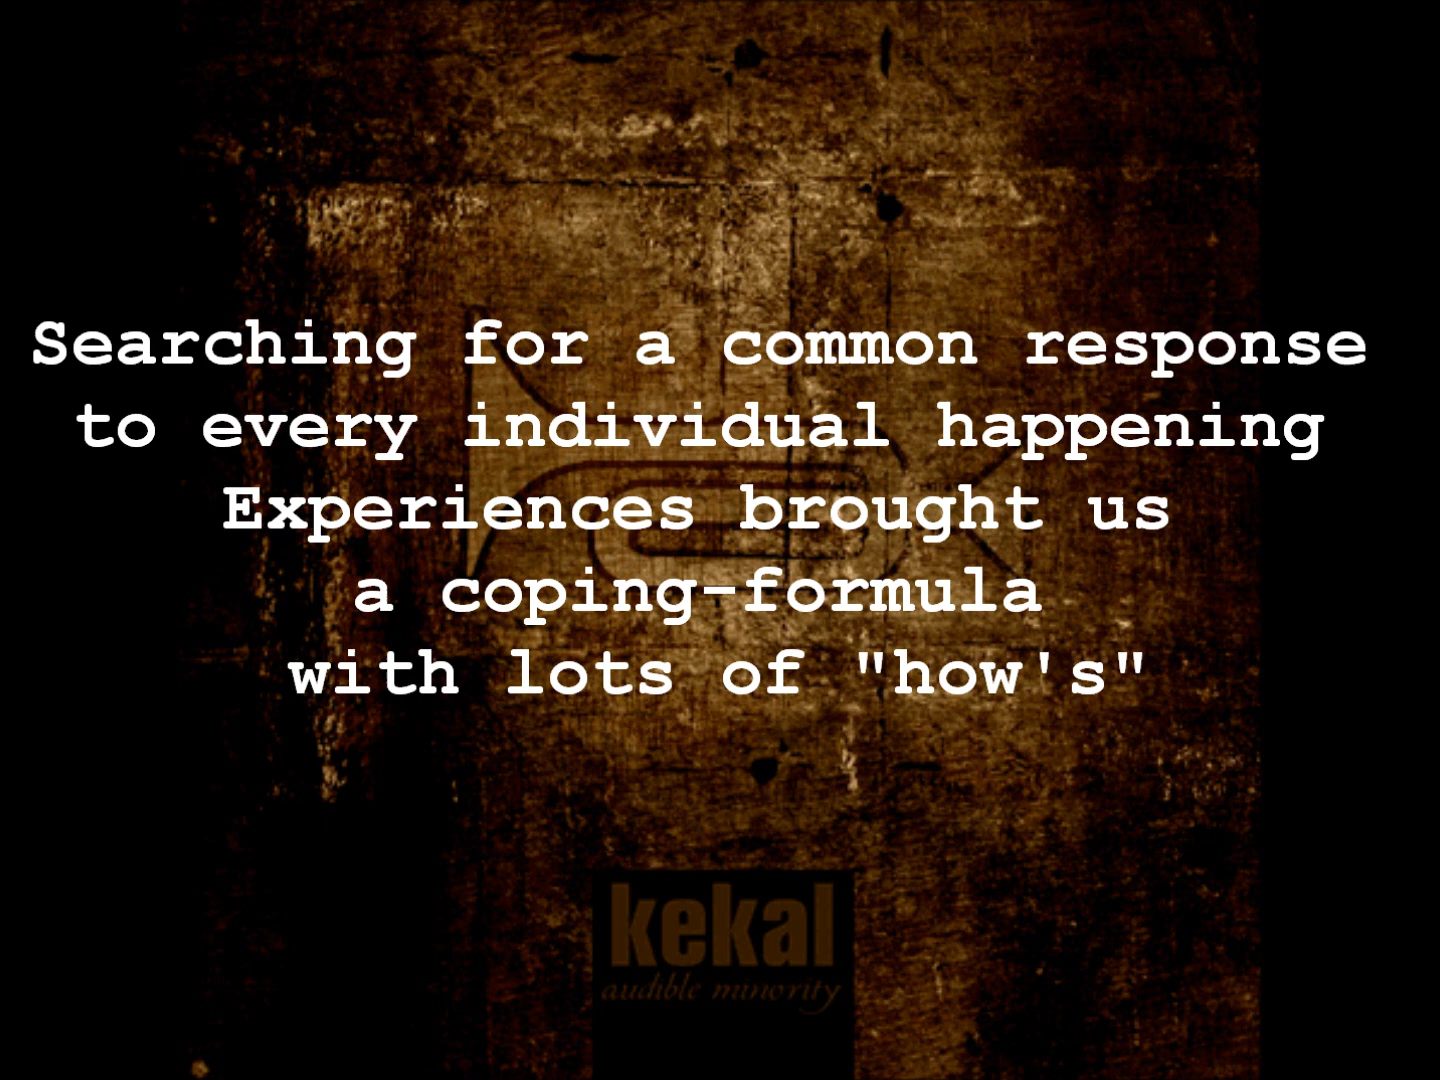 Searching for a common response
to every individual happening
Experiences brought us
a coping-formula
with lots of "how's"
kekal
audible minority